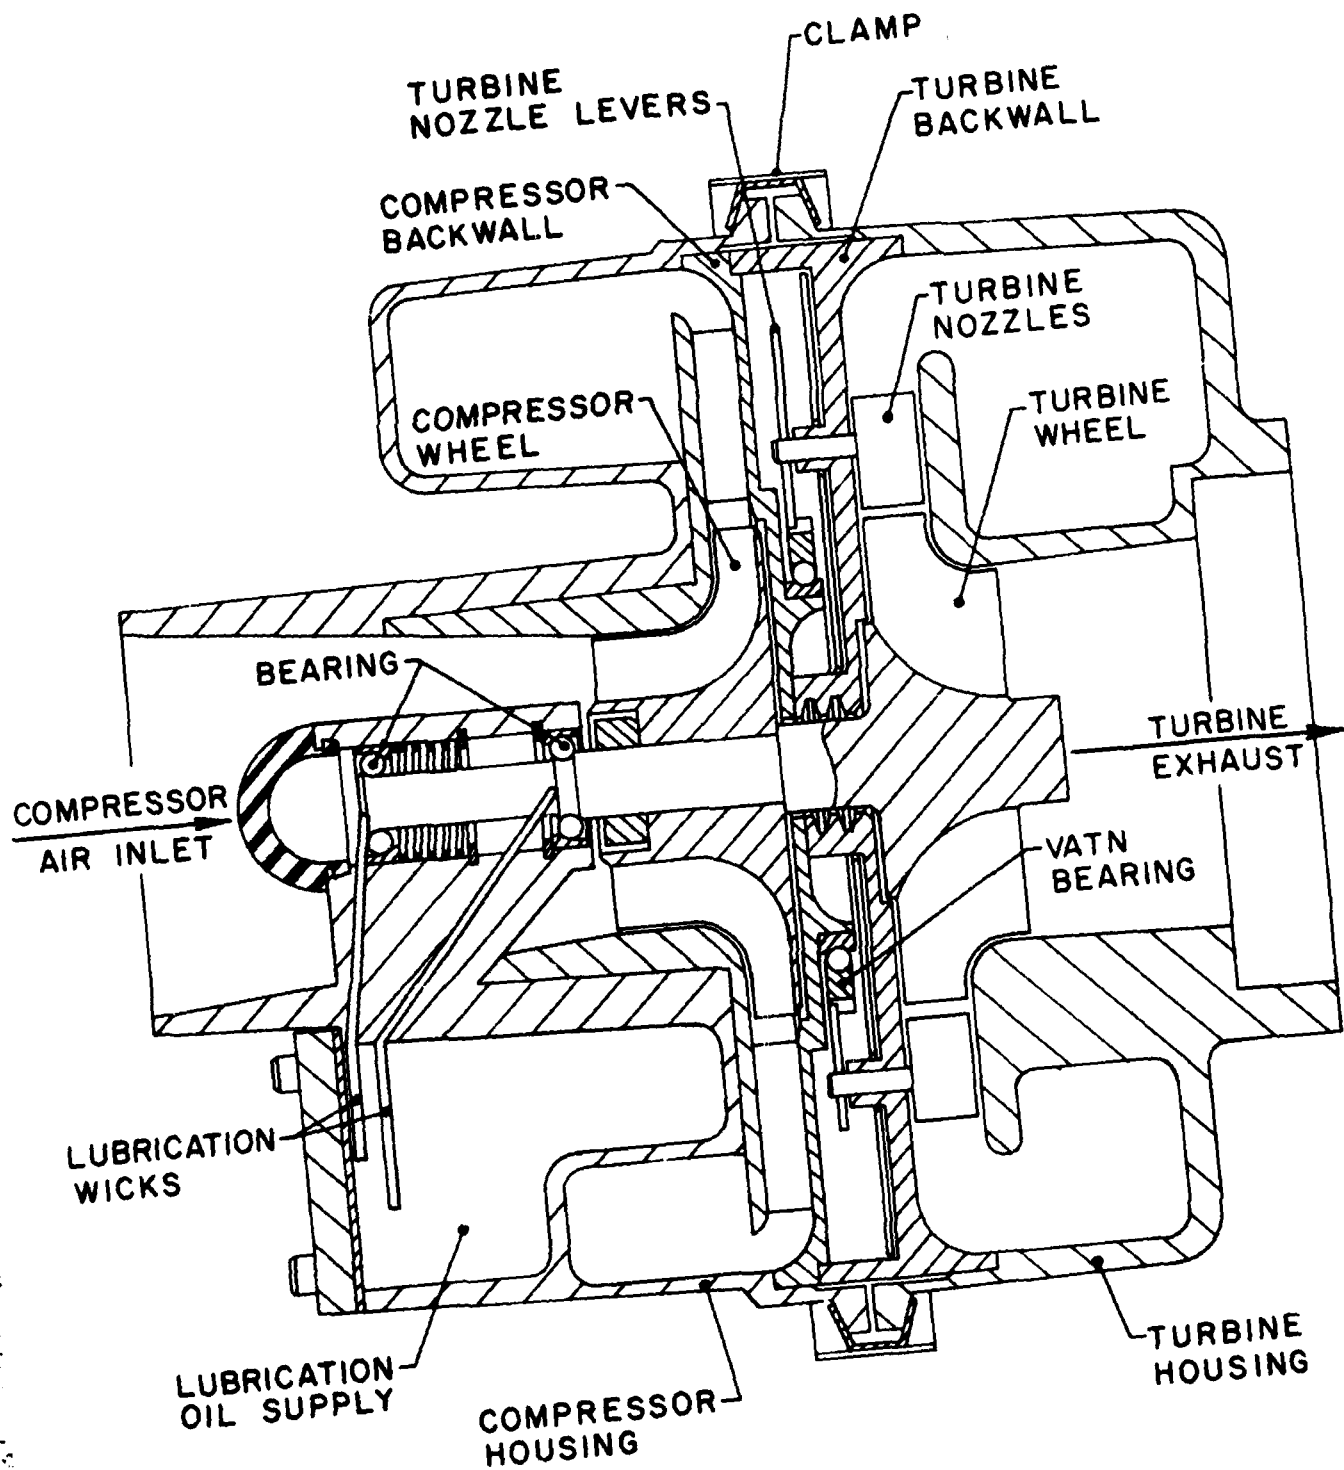 CLAMP
TURBINE
NOZZLE LEVERS
TURBINE
BACKWALL
COMPRESSOR
BACKWALL
TURBINE
NOZZLES
COMPRESSOR
WHEEL
TURBINE
WHEEL
BEARING
TURBINE
EXHAUST
COMPRESSOR
AIR INLET
VATN
BEARING
LUBRICATION
WICKS
LUBRICATION
OIL SUPPLY
COMPRESSOR
HOUSING
TURBINE
HOUSING